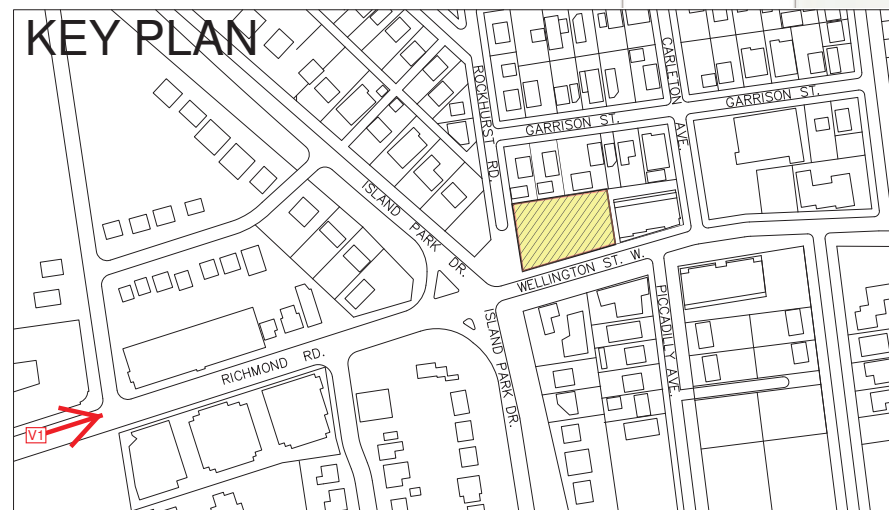 KEY PLAN
ROCKHURST RD.
CARLETON AVE.
GARRISON ST.
GARRISON ST.
ISLAND PARK DR.
WELLINGTON ST. W.
PICCADILLY AVE.
ISLAND PARK DR.
RICHMOND RD.
V1